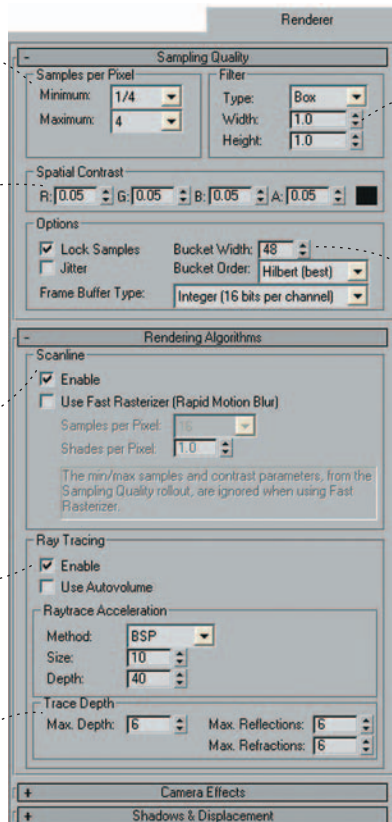 Renderer
- Sampling Quality
Samples per Pixel
Minimum: 1/4
Maximum: 4
Filter
Type: Box
Width: 1.0
Height: 1.0
Spatial Contrast
R: 0.05 G: 0.05 B: 0.05 A: 0.05
Options
Lock Samples
Jitter
Bucket Width: 48
Bucket Order: Hilbert (best)
Frame Buffer Type: Integer (16 bits per channel)
- Rendering Algorithms
Scanline
Enable
Use Fast Rasterizer (Rapid Motion Blur)
Samples per Pixel: 16
Shades per Pixel: 1.0
The min/max samples and contrast parameters, from the
Sampling Quality rollout, are ignored when using Fast
Rasterizer.
Ray Tracing
Enable
Use Autovolume
Raytrace Acceleration
Method: BSP
Size: 10
Depth: 40
Trace Depth
Max. Depth: 6 Max. Reflections: 6
Max. Refractions: 6
+ Camera Effects
+ Shadows & Displacement